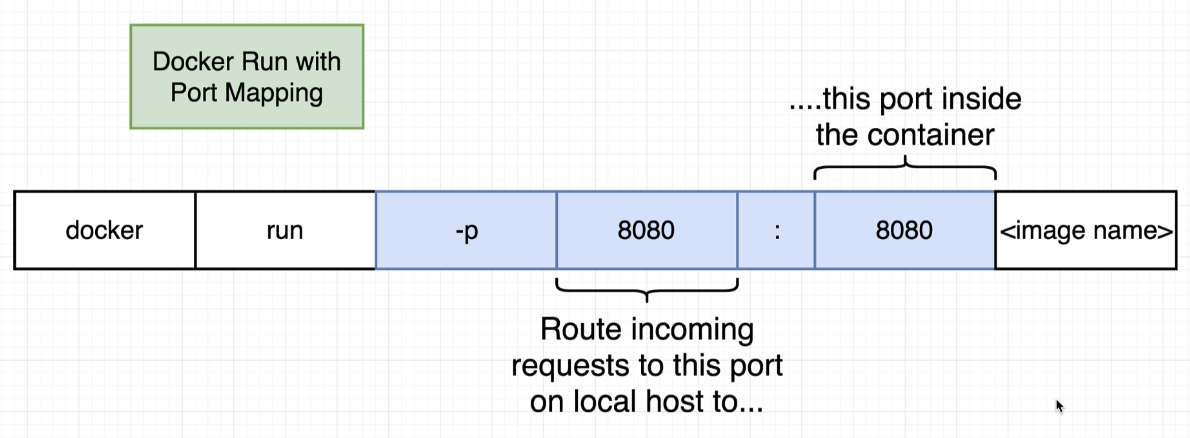 Docker Run with
Port Mapping
....this port inside
the container
docker run -p 8080 : 8080 <image name>
Route incoming
requests to this port
on local host to...